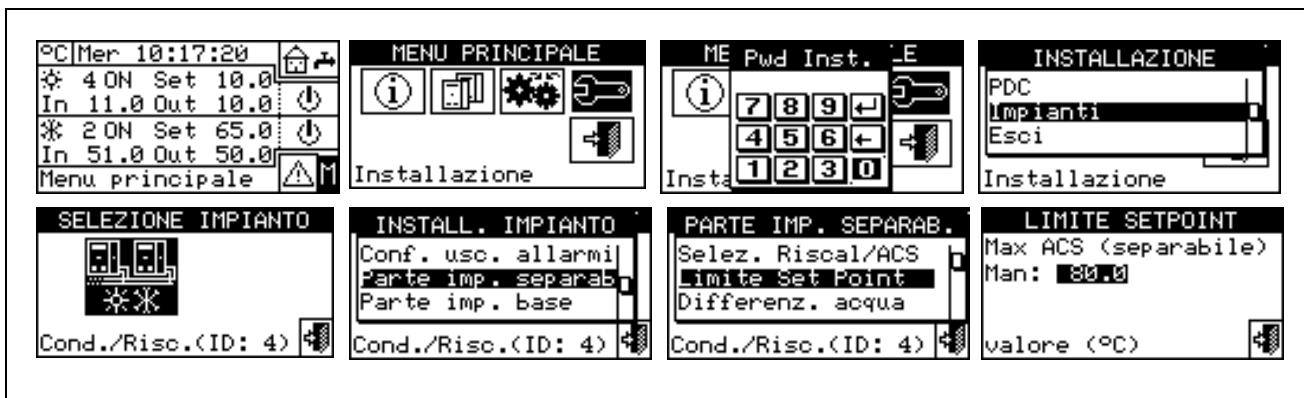 °C Mer 10:17:20
4 ON Set 10.0
In 11.0 Out 10.0
2 ON Set 65.0
In 51.0 Out 50.0
Menu principale M
MENU PRINCIPALE
i
Installazione
ME LE
Pwd Inst.
i
7 8 9 ↵
4 5 6 ←
1 2 3 0
Insta
INSTALLAZIONE
PDC
Impianti
Esci
Installazione
SELEZIONE IMPIANTO
Cond./Risc.(ID: 4)
INSTALL. IMPIANTO
Conf. usc. allarmi
Parte imp. separab
Parte imp. base
Cond./Risc.(ID: 4)
PARTE IMP. SEPARAB.
Selez. Riscal/ACS
Limite Set Point
Differenz. acqua
Cond./Risc.(ID: 4)
LIMITE SETPOINT
Max ACS (separabile)
Man: 80.0
valore (°C)